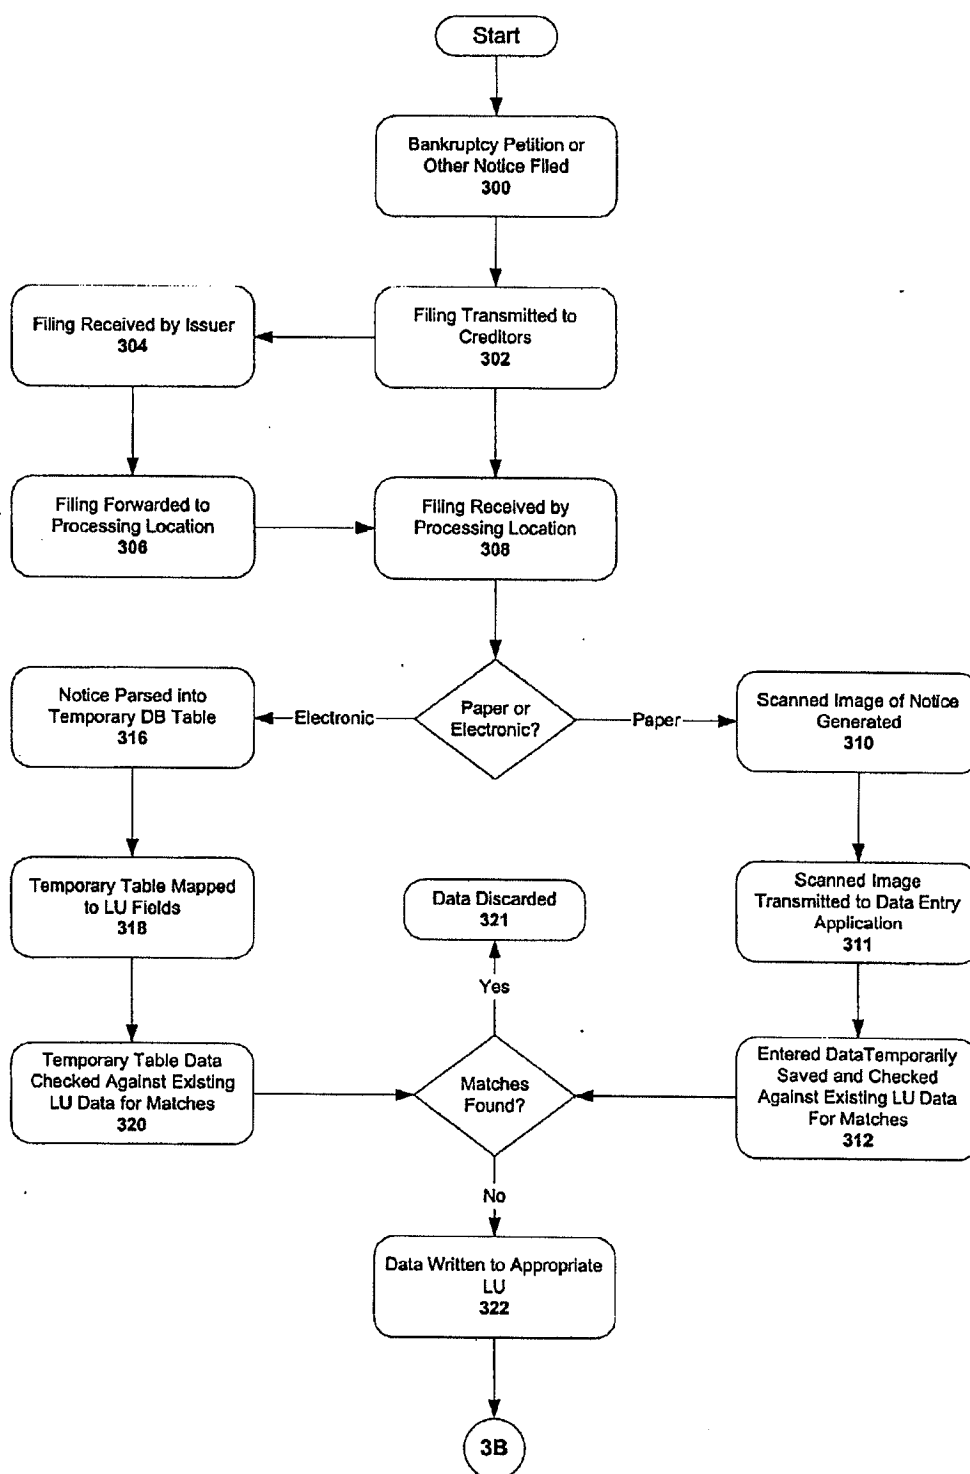 Start
Bankruptcy Petition or
Other Notice Filed
300
Filing Received by Issuer
304
Filing Transmitted to
Creditors
302
Filing Forwarded to
Processing Location
306
Filing Received by
Processing Location
308
Notice Parsed into
Temporary DB Table
316
Electronic
Paper or
Electronic?
Paper
Scanned Image of Notice
Generated
310
Temporary Table Mapped
to LU Fields
318
Data Discarded
321
Scanned Image
Transmitted to Data Entry
Application
311
Yes
Temporary Table Data
Checked Against Existing
LU Data for Matches
320
Matches
Found?
Entered DataTemporarily
Saved and Checked
Against Existing LU Data
For Matches
312
No
Data Written to Appropriate
LU
322
3B